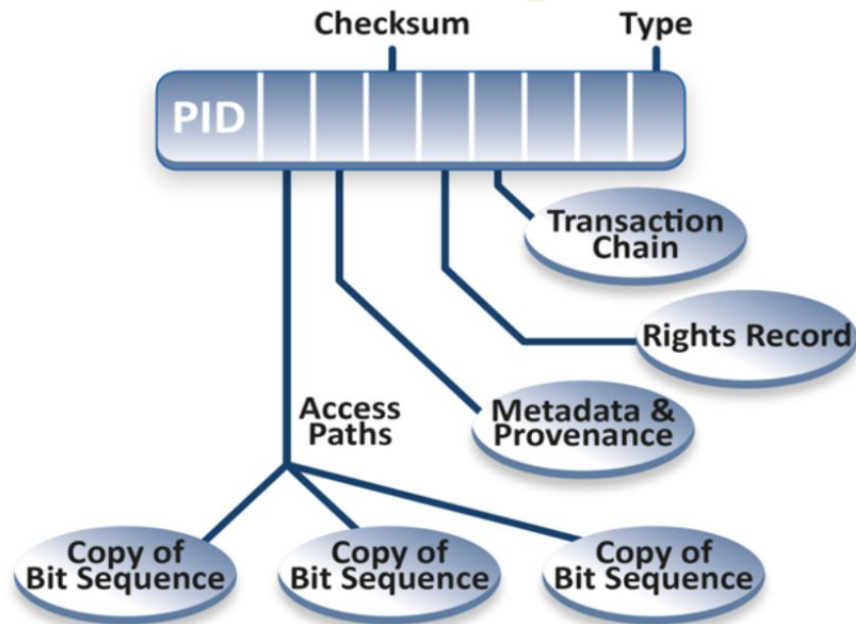 Checksum
Type
PID
Transaction
Chain
Rights Record
Access
Paths
Metadata &
Provenance
Copy of
Bit Sequence
Copy of
Bit Sequence
Copy of
Bit Sequence